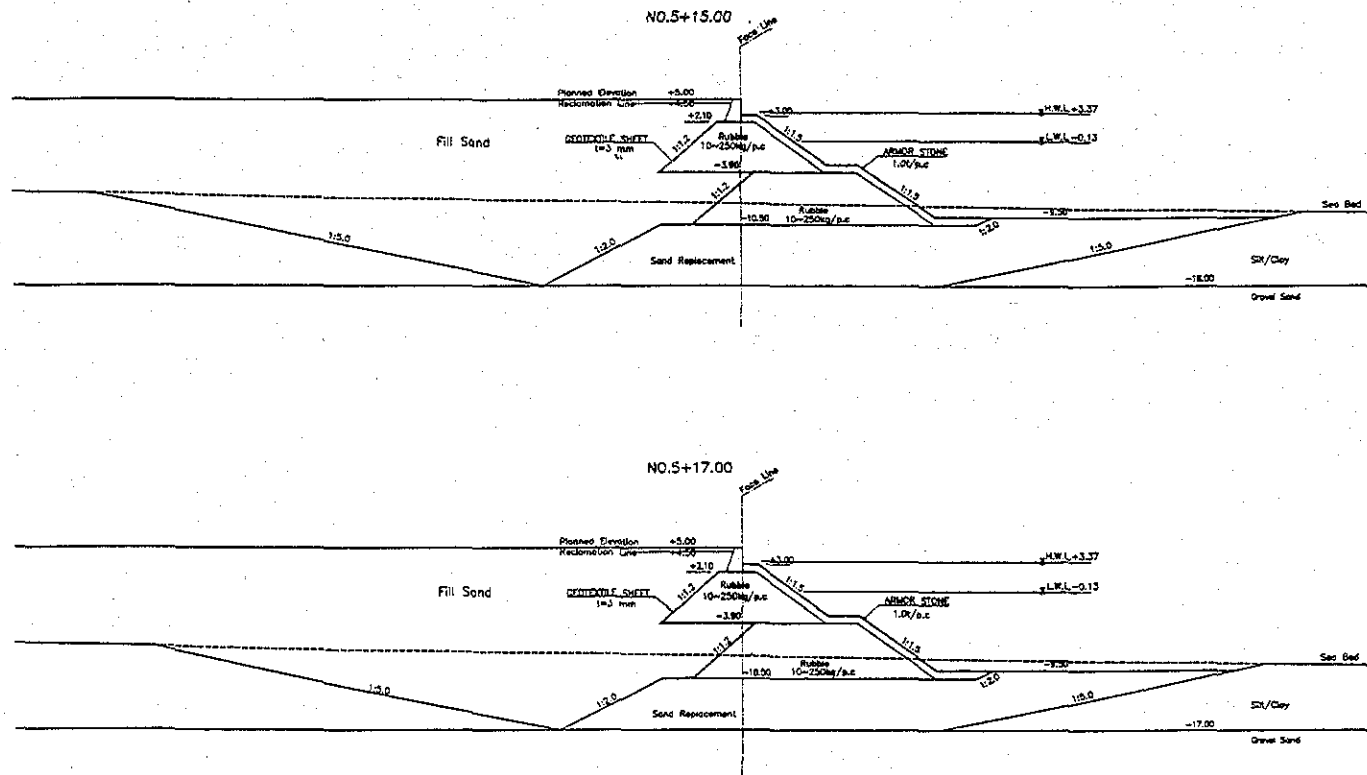 NO.5+15.00
Face Line
Planned Elevation +5.00
Reclamation Line +4.50
+3.00
H.W.L +3.37
+2.10
Fill Sand
GEOTEXTILE SHEET
t=3 mm
1:1.2
Rubble
10~250kg/p.c
1:1.5
L.W.L -0.13
ARMOR STONE
1.0t/p.c
-3.90
1:1.2
1:1.5
Rubble
10~250kg/p.c
-9.50
Sea Bed
-10.50
1:2.0
1:5.0
1:2.0
1:5.0
Sand Replacement
Silt/Clay
-18.00
Gravel Sand
NO.5+17.00
Face Line
Planned Elevation +5.00
Reclamation Line +4.50
+3.00
H.W.L +3.37
+2.10
Fill Sand
GEOTEXTILE SHEET
t=3 mm
1:1.2
Rubble
10~250kg/p.c
1:1.5
L.W.L -0.13
ARMOR STONE
1.0t/p.c
-3.90
1:1.2
1:1.5
Rubble
10~250kg/p.c
-9.50
Sea Bed
-10.50
1:2.0
1:5.0
1:2.0
1:5.0
Sand Replacement
Silt/Clay
-17.00
Gravel Sand